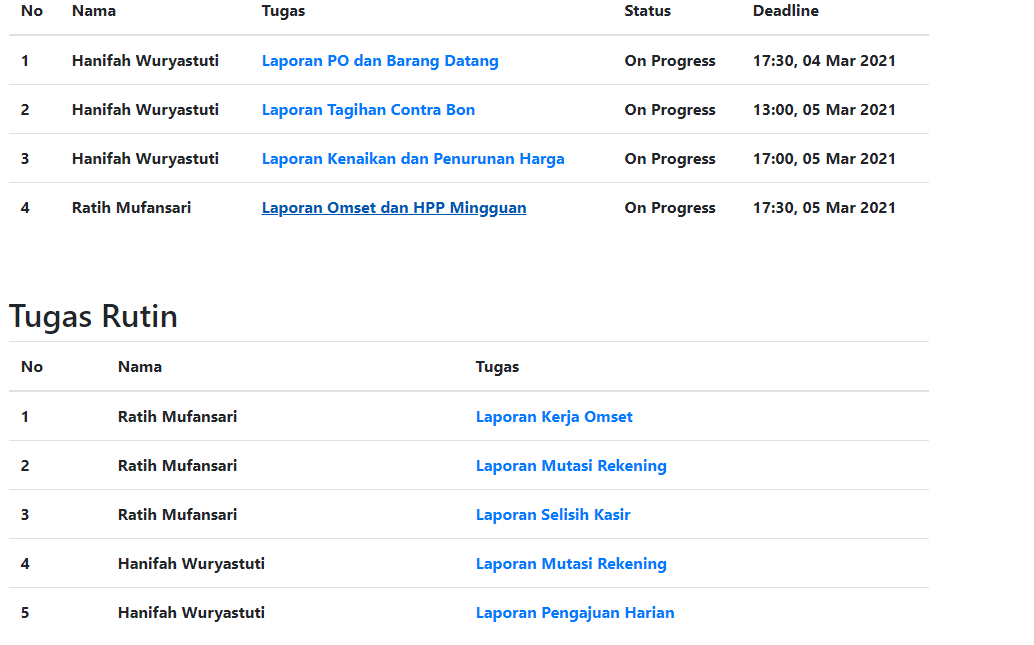 No Nama Tugas Status Deadline
1 Hanifah Wuryastuti Laporan PO dan Barang Datang On Progress 17:30, 04 Mar 2021
2 Hanifah Wuryastuti Laporan Tagihan Contra Bon On Progress 13:00, 05 Mar 2021
3 Hanifah Wuryastuti Laporan Kenaikan dan Penurunan Harga On Progress 17:00, 05 Mar 2021
4 Ratih Mufansari Laporan Omset dan HPP Mingguan On Progress 17:30, 05 Mar 2021
Tugas Rutin
No Nama Tugas
1 Ratih Mufansari Laporan Kerja Omset
2 Ratih Mufansari Laporan Mutasi Rekening
3 Ratih Mufansari Laporan Selisih Kasir
4 Hanifah Wuryastuti Laporan Mutasi Rekening
5 Hanifah Wuryastuti Laporan Pengajuan Harian